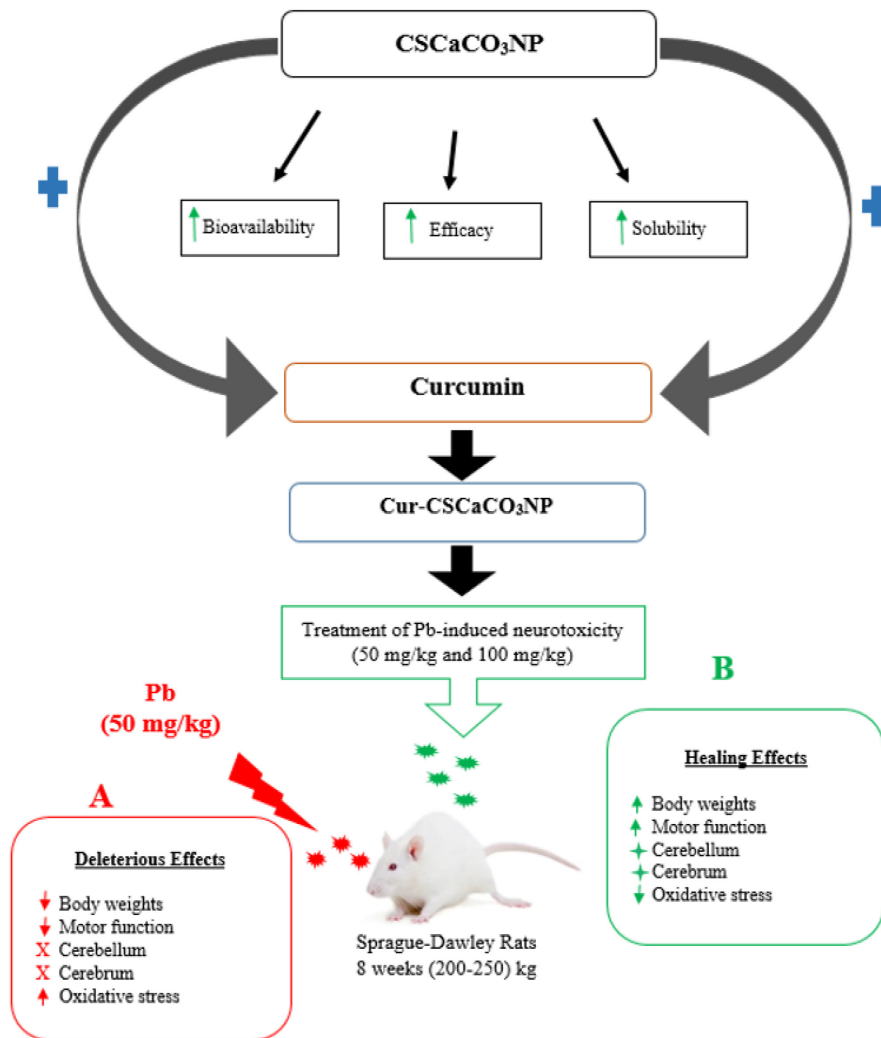 CSCaCO₃NP
Bioavailability
Efficacy
Solubility
Curcumin
Cur-CSCaCO₃NP
Treatment of Pb-induced neurotoxicity
(50 mg/kg and 100 mg/kg)
Pb
(50 mg/kg)
A
Deleterious Effects
Body weights
Motor function
X Cerebellum
X Cerebrum
Oxidative stress
Sprague-Dawley Rats
8 weeks (200-250) kg
B
Healing Effects
Body weights
Motor function
Cerebellum
Cerebrum
Oxidative stress